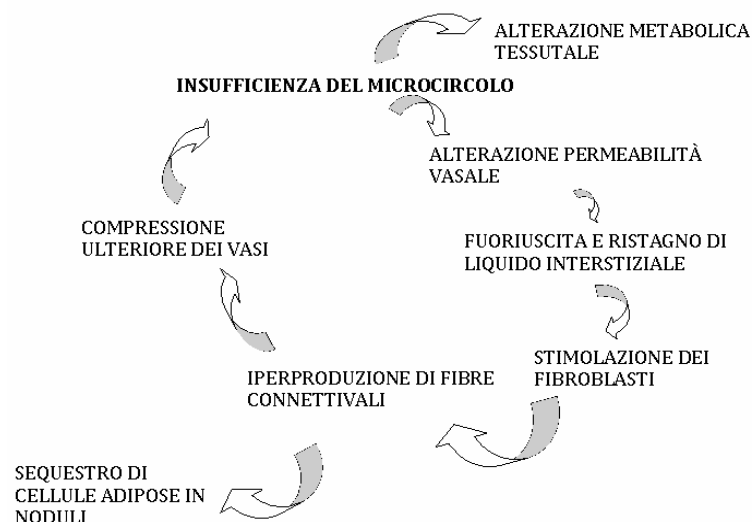 ALTERAZIONE METABOLICA
TESSUTALE
INSUFFICIENZA DEL MICROCIRCOLO
ALTERAZIONE PERMEABILITÀ
VASALE
FUORIUSCITA E RISTAGNO DI
LIQUIDO INTERSTIZIALE
STIMOLAZIONE DEI
FIBROBLASTI
IPERPRODUZIONE DI FIBRE
CONNETTIVALI
SEQUESTRO DI
CELLULE ADIPOSE IN
NODULI
COMPRESSIONE
ULTERIORE DEI VASI